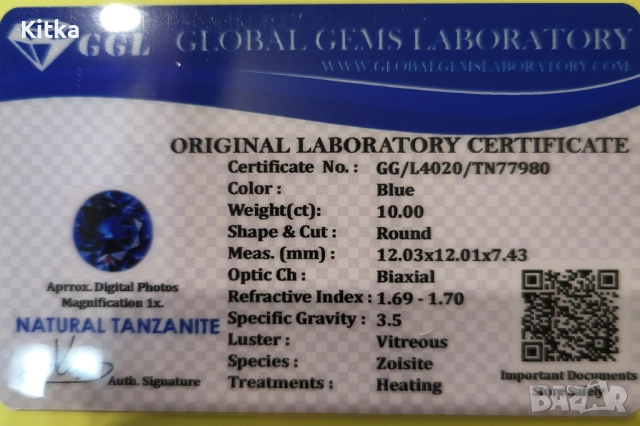 Kitka
GGL GLOBAL GEMS LABORATORY
WWW.GLOBALGEMSLABORATORY.COM
ORIGINAL LABORATORY CERTIFICATE
Certificate No. : GG/L4020/TN77980
Color : Blue
Weight(ct): 10.00
Shape & Cut : Round
Meas. (mm) : 12.03x12.01x7.43
Optic Ch : Biaxial
Refractive Index : 1.69 - 1.70
Specific Gravity : 3.5
Luster : Vitreous
Species : Zoisite
Treatments : Heating
Aprrox. Digital Photos
Magnification 1x.
NATURAL TANZANITE
Auth. Signature
Important Documents
Store Safely
BAZAR